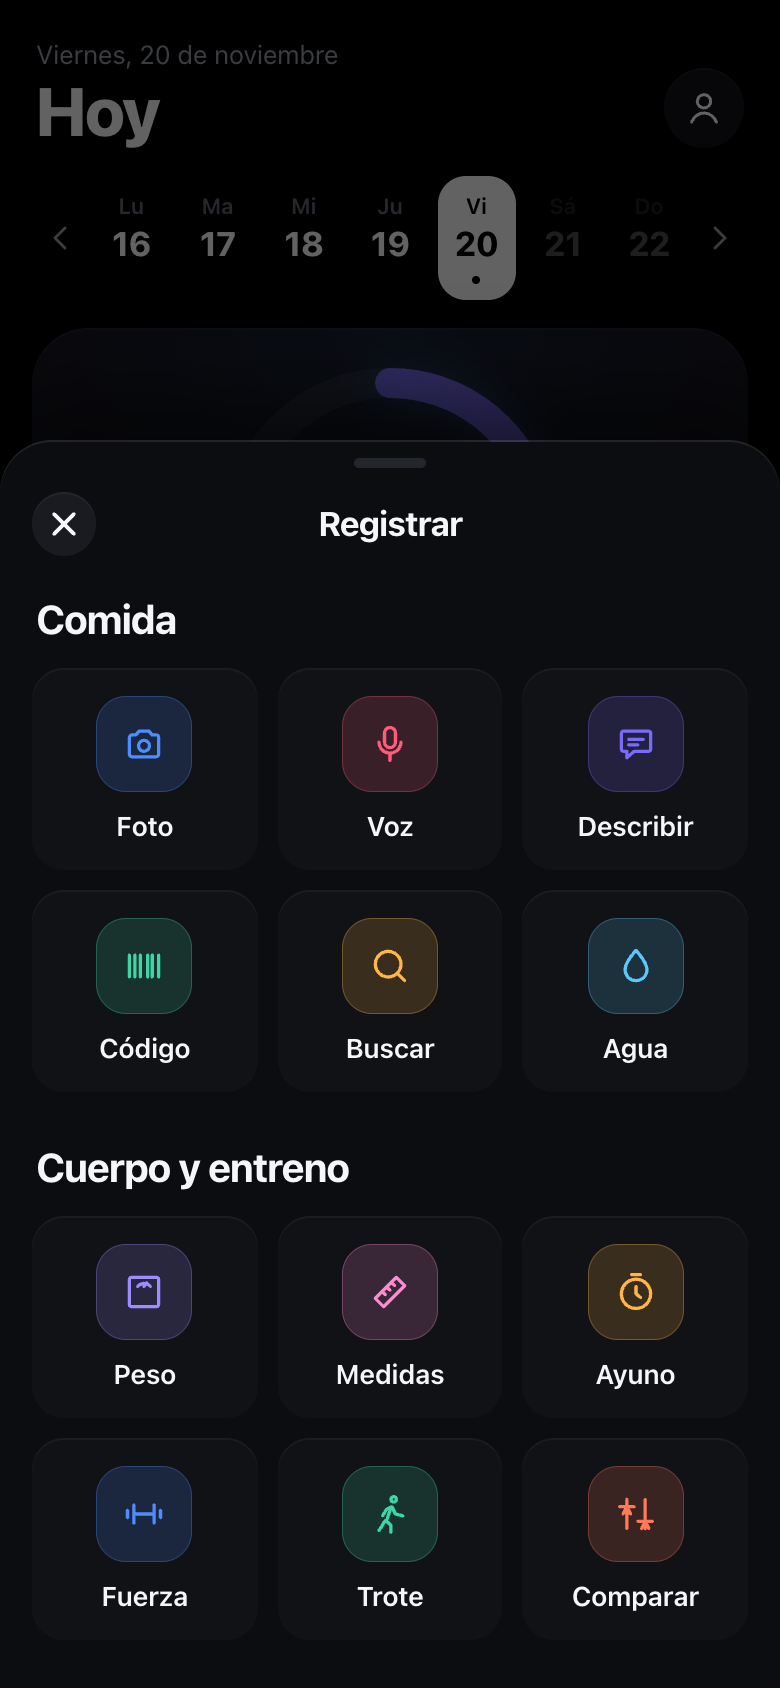 Viernes, 20 de noviembre
Hoy
Lu Ma Mi Ju Vi Sá Do
16 17 18 19 20 21 22
Registrar
Comida
Foto Voz Describir
Código Buscar Agua
Cuerpo y entreno
Peso Medidas Ayuno
Fuerza Trote Comparar